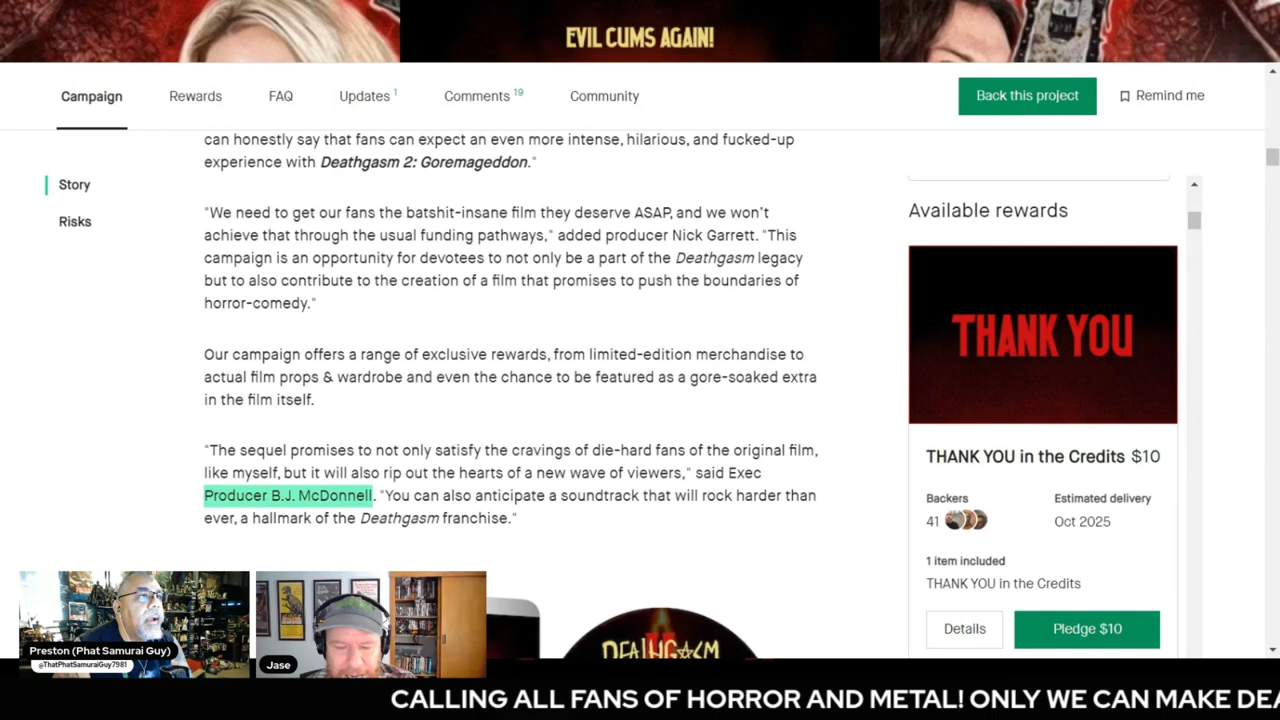 EVIL CUMS AGAIN!
Campaign
Rewards
FAQ
Updates 1
Comments 19
Community
Back this project
Remind me
Story
Risks
can honestly say that fans can expect an even more intense, hilarious, and fucked-up
experience with Deathgasm 2: Goremageddon."
"We need to get our fans the batshit-insane film they deserve ASAP, and we won't
achieve that through the usual funding pathways," added producer Nick Garrett. "This
campaign is an opportunity for devotees to not only be a part of the Deathgasm legacy
but to also contribute to the creation of a film that promises to push the boundaries of
horror-comedy."
Our campaign offers a range of exclusive rewards, from limited-edition merchandise to
actual film props & wardrobe and even the chance to be featured as a gore-soaked extra
in the film itself.
"The sequel promises to not only satisfy the cravings of die-hard fans of the original film,
like myself, but it will also rip out the hearts of a new wave of viewers," said Exec
Producer B.J. McDonnell. "You can also anticipate a soundtrack that will rock harder than
ever, a hallmark of the Deathgasm franchise."
Available rewards
THANK YOU
THANK YOU in the Credits $10
Backers
41
Estimated delivery
Oct 2025
1 item included
THANK YOU in the Credits
Details
Pledge $10
DEATHGASM
Preston (Phat Samurai Guy)
@ThatPhatSamuraiGuy7981
Jase
CALLING ALL FANS OF HORROR AND METAL! ONLY WE CAN MAKE DEA